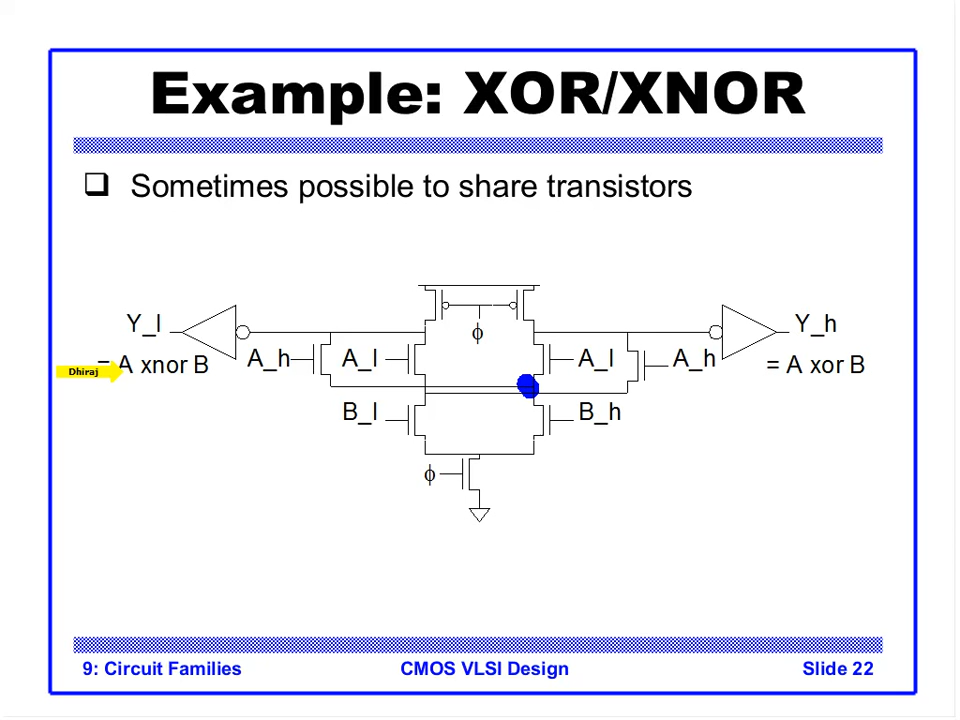 Example: XOR/XNOR
Sometimes possible to share transistors
Y_l
Y_h
ϕ
A_h
A_l
A_l
A_h
= A xnor B
Dhiraj
= A xor B
B_l
B_h
ϕ
9: Circuit Families
CMOS VLSI Design
Slide 22